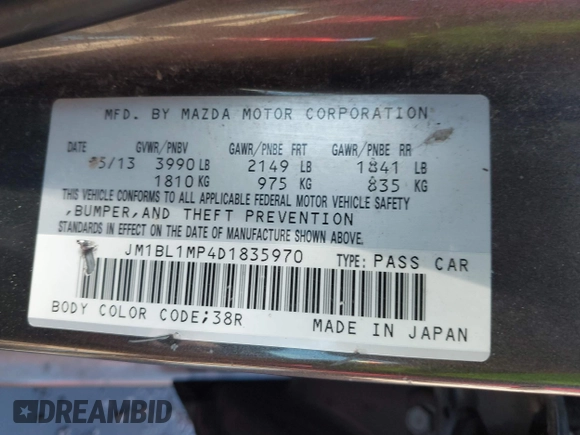 MFD. BY MAZDA MOTOR CORPORATION
DATE GVWR/PNBV GAWR/PNBE FRT GAWR/PNBE RR
05/13 3990 LB 2149 LB 1841 LB
1810 KG 975 KG 835 KG
THIS VEHICLE CONFORMS TO ALL APPLICABLE FEDERAL MOTOR VEHICLE SAFETY
,BUMPER,AND THEFT PREVENTION
STANDARDS IN EFFECT ON THE DATE OF MANUFACTURE SHOWN ABOVE.
JM1BL1MP4D1835970 TYPE: PASS CAR
BODY COLOR CODE;38R MADE IN JAPAN
DREAMBID